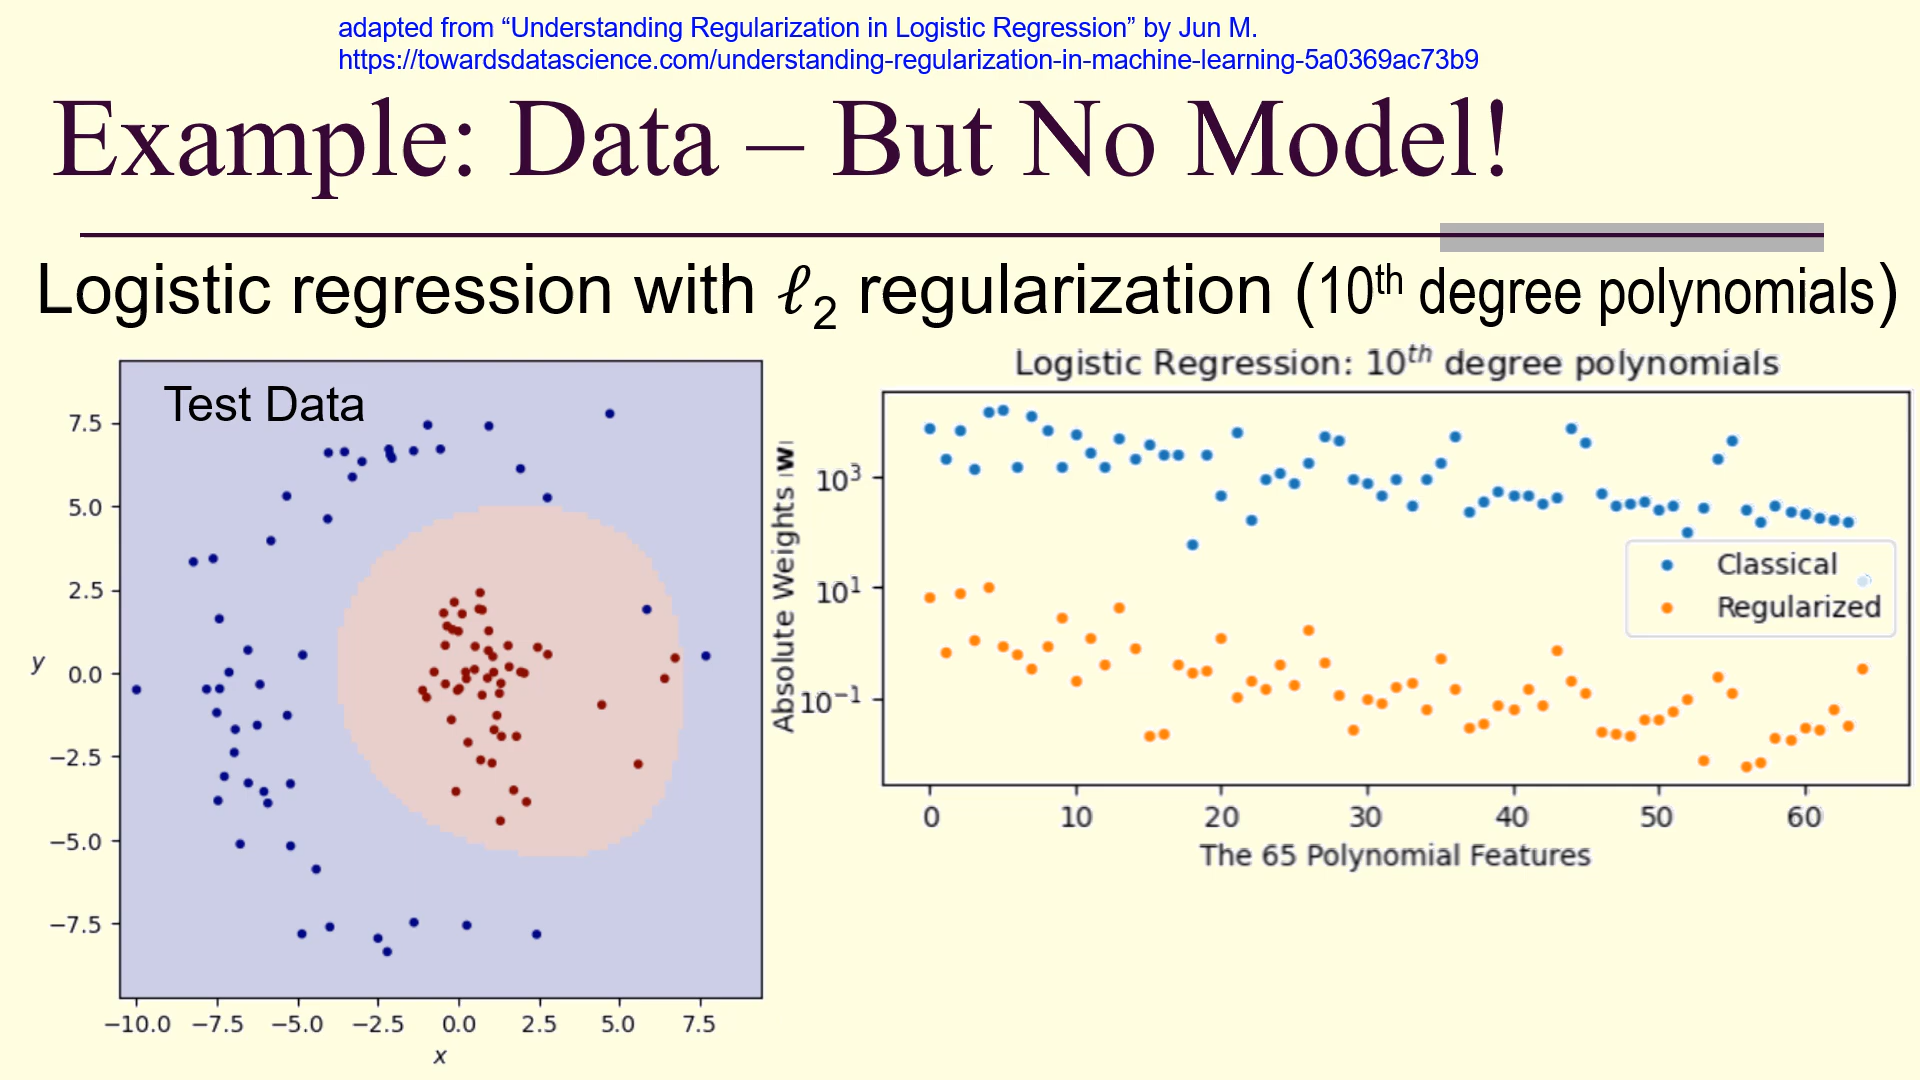 adapted from “Understanding Regularization in Logistic Regression” by Jun M.
https://towardsdatascience.com/understanding-regularization-in-machine-learning-5a0369ac73b9
Example: Data – But No Model!
Logistic regression with ℓ₂ regularization (10th degree polynomials)
Test Data
7.5
5.0
2.5
0.0
−2.5
−5.0
−7.5
y
−10.0 −7.5 −5.0 −2.5 0.0 2.5 5.0 7.5
x
Logistic Regression: 10th degree polynomials
Absolute Weights |w|
10³
10¹
10⁻¹
Classical
Regularized
0 10 20 30 40 50 60
The 65 Polynomial Features